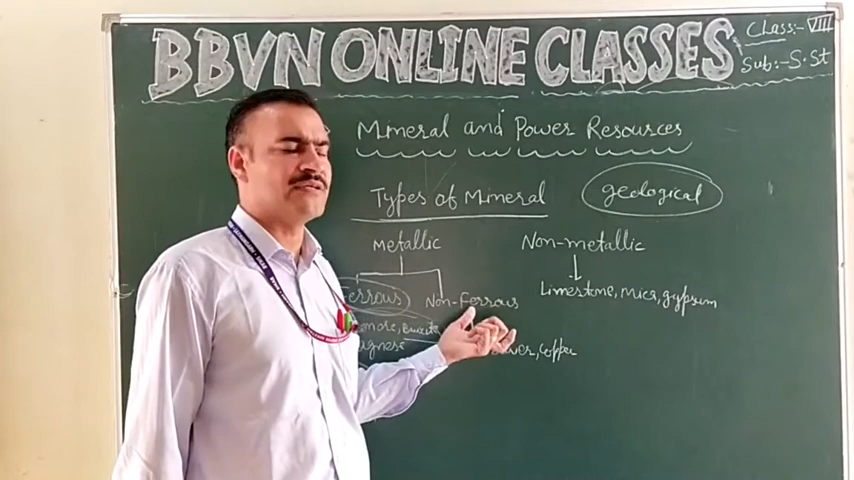 BBVN ONLINE CLASSES
Class:- VIII
Sub:- S.St
Mineral and Power Resources
Types of Mineral
geological
Metallic
Non-metallic
Ferrous
Non-Ferrous
Limestone, Mica, gypsum
copper